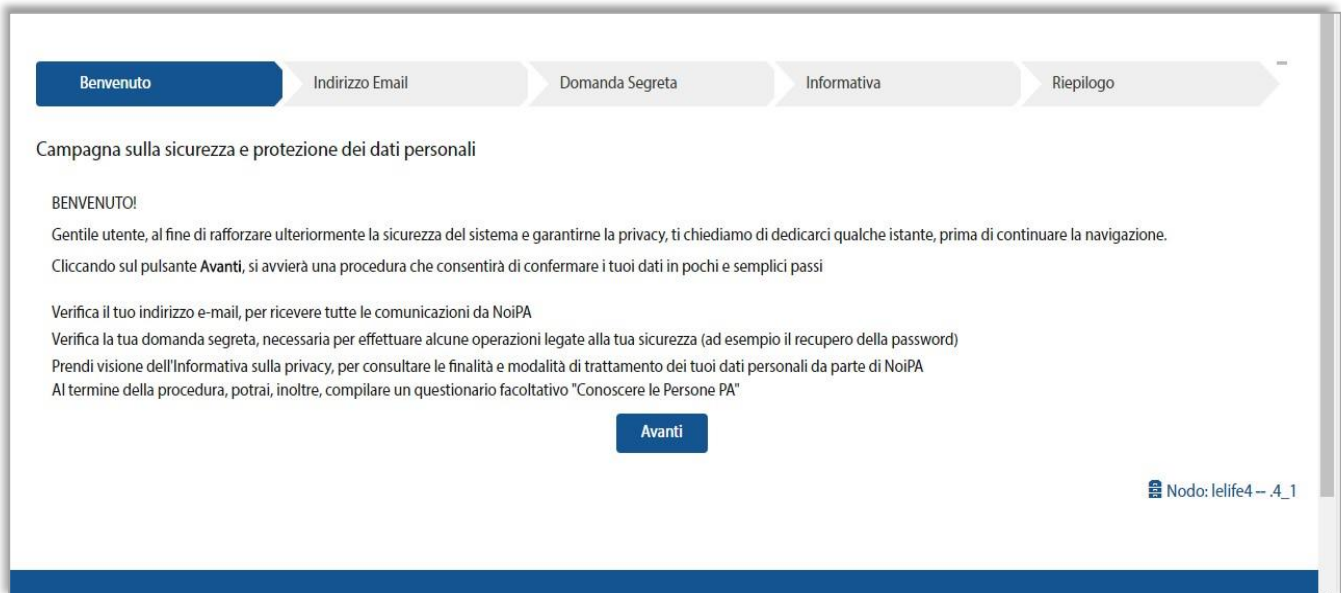 Benvenuto
Indirizzo Email
Domanda Segreta
Informativa
Riepilogo
Campagna sulla sicurezza e protezione dei dati personali
BENVENUTO!
Gentile utente, al fine di rafforzare ulteriormente la sicurezza del sistema e garantirne la privacy, ti chiediamo di dedicarci qualche istante, prima di continuare la navigazione.
Cliccando sul pulsante Avanti, si avvierà una procedura che consentirà di confermare i tuoi dati in pochi e semplici passi
Verifica il tuo indirizzo e-mail, per ricevere tutte le comunicazioni da NoiPA
Verifica la tua domanda segreta, necessaria per effettuare alcune operazioni legate alla tua sicurezza (ad esempio il recupero della password)
Prendi visione dell'Informativa sulla privacy, per consultare le finalità e modalità di trattamento dei tuoi dati personali da parte di NoiPA
Al termine della procedura, potrai, inoltre, compilare un questionario facoltativo "Conoscere le Persone PA"
Avanti
Nodo: lelife4 -- .4_1